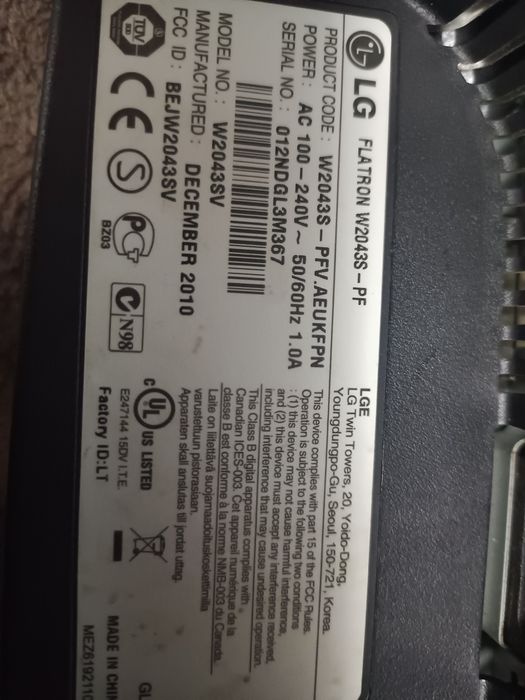 LG FLATRON W2043S-PF
PRODUCT CODE : W2043S-PFV.AEUKFPN
POWER : AC 100-240V~ 50/60Hz 1.0A
SERIAL NO. : 012NDGL3M367
MODEL NO. : W2043SV
MANUFACTURED : DECEMBER 2010
FCC ID : BEJW2043SV
TÜV
CE
S
BZ03
N98
LGE
LG Twin Towers, 20, Yoido-Dong,
Youngdungpo-Gu, Seoul, 150-721, Korea.
This device complies with part 15 of the FCC Rules.
Operation is subject to the following two conditions
: (1) this device may not cause harmful interference,
and (2) this device must accept any interference received,
including interference that may cause undesired operation.
This Class B digital apparatus complies with
Canadian ICES-003. Cet appareil numérique de la
classe B est conforme à la norme NMB-003 du Canada.
Laite on liitettävä suojamaadoituskoskettimilla
varustettuun pistorasiaan.
Apparaten skall anslutas till jordat uttag.
C UL US LISTED
E247144 15DV I.T.E.
Factory ID:LT
MADE IN CHIN
MEZ6192110